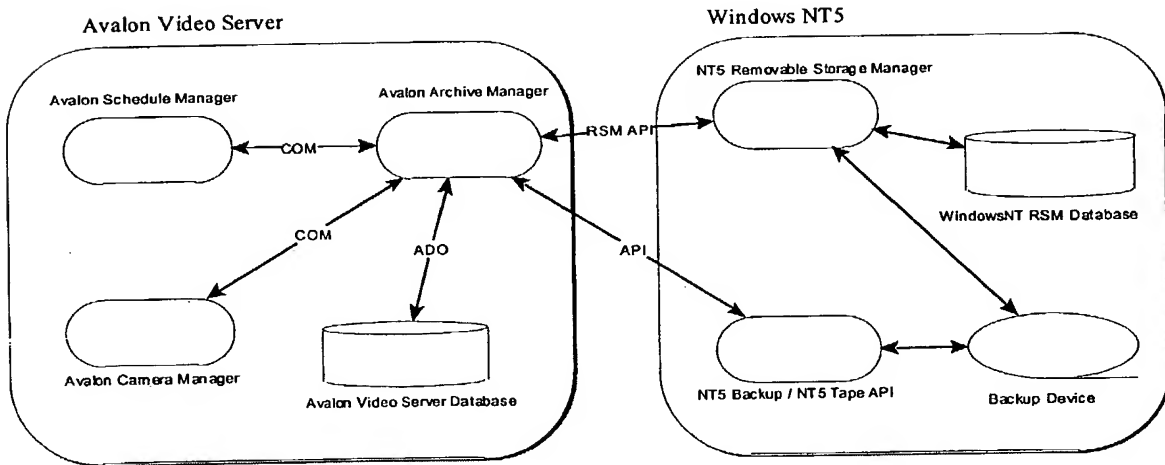 Avalon Video Server
Windows NT5
Avalon Schedule Manager
Avalon Archive Manager
NT5 Removable Storage Manager
COM
RSM API
WindowsNT RSM Database
COM
ADO
API
Avalon Camera Manager
Avalon Video Server Database
NT5 Backup / NT5 Tape API
Backup Device